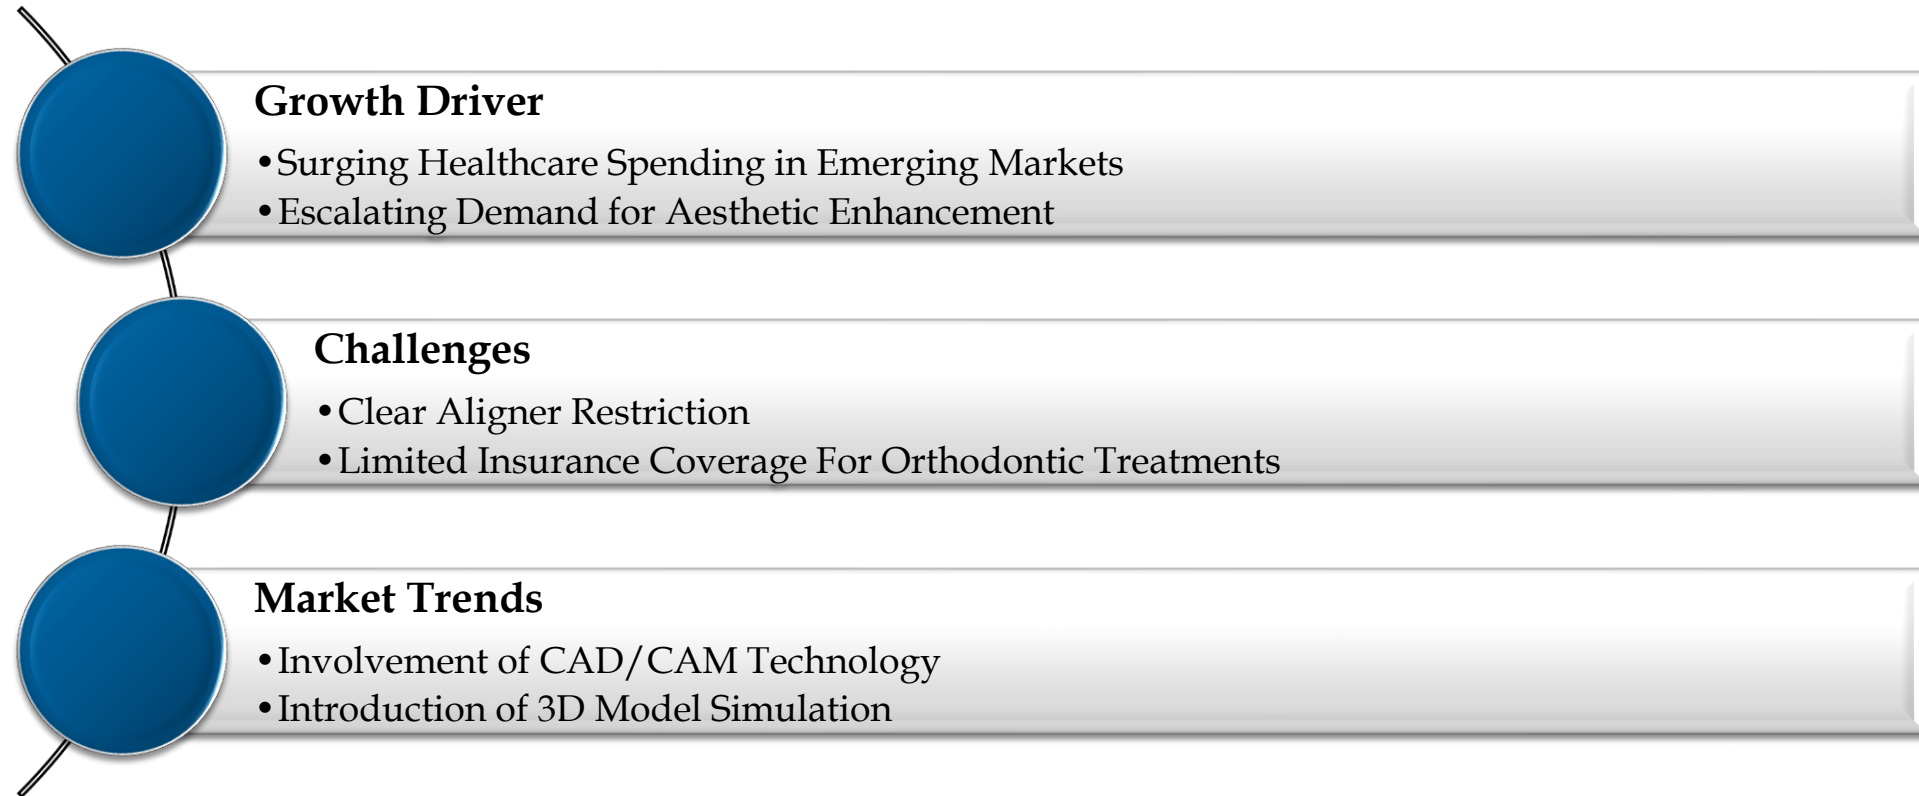 Growth Driver
•Surging Healthcare Spending in Emerging Markets
•Escalating Demand for Aesthetic Enhancement
Challenges
•Clear Aligner Restriction
•Limited Insurance Coverage For Orthodontic Treatments
Market Trends
•Involvement of CAD/CAM Technology
•Introduction of 3D Model Simulation